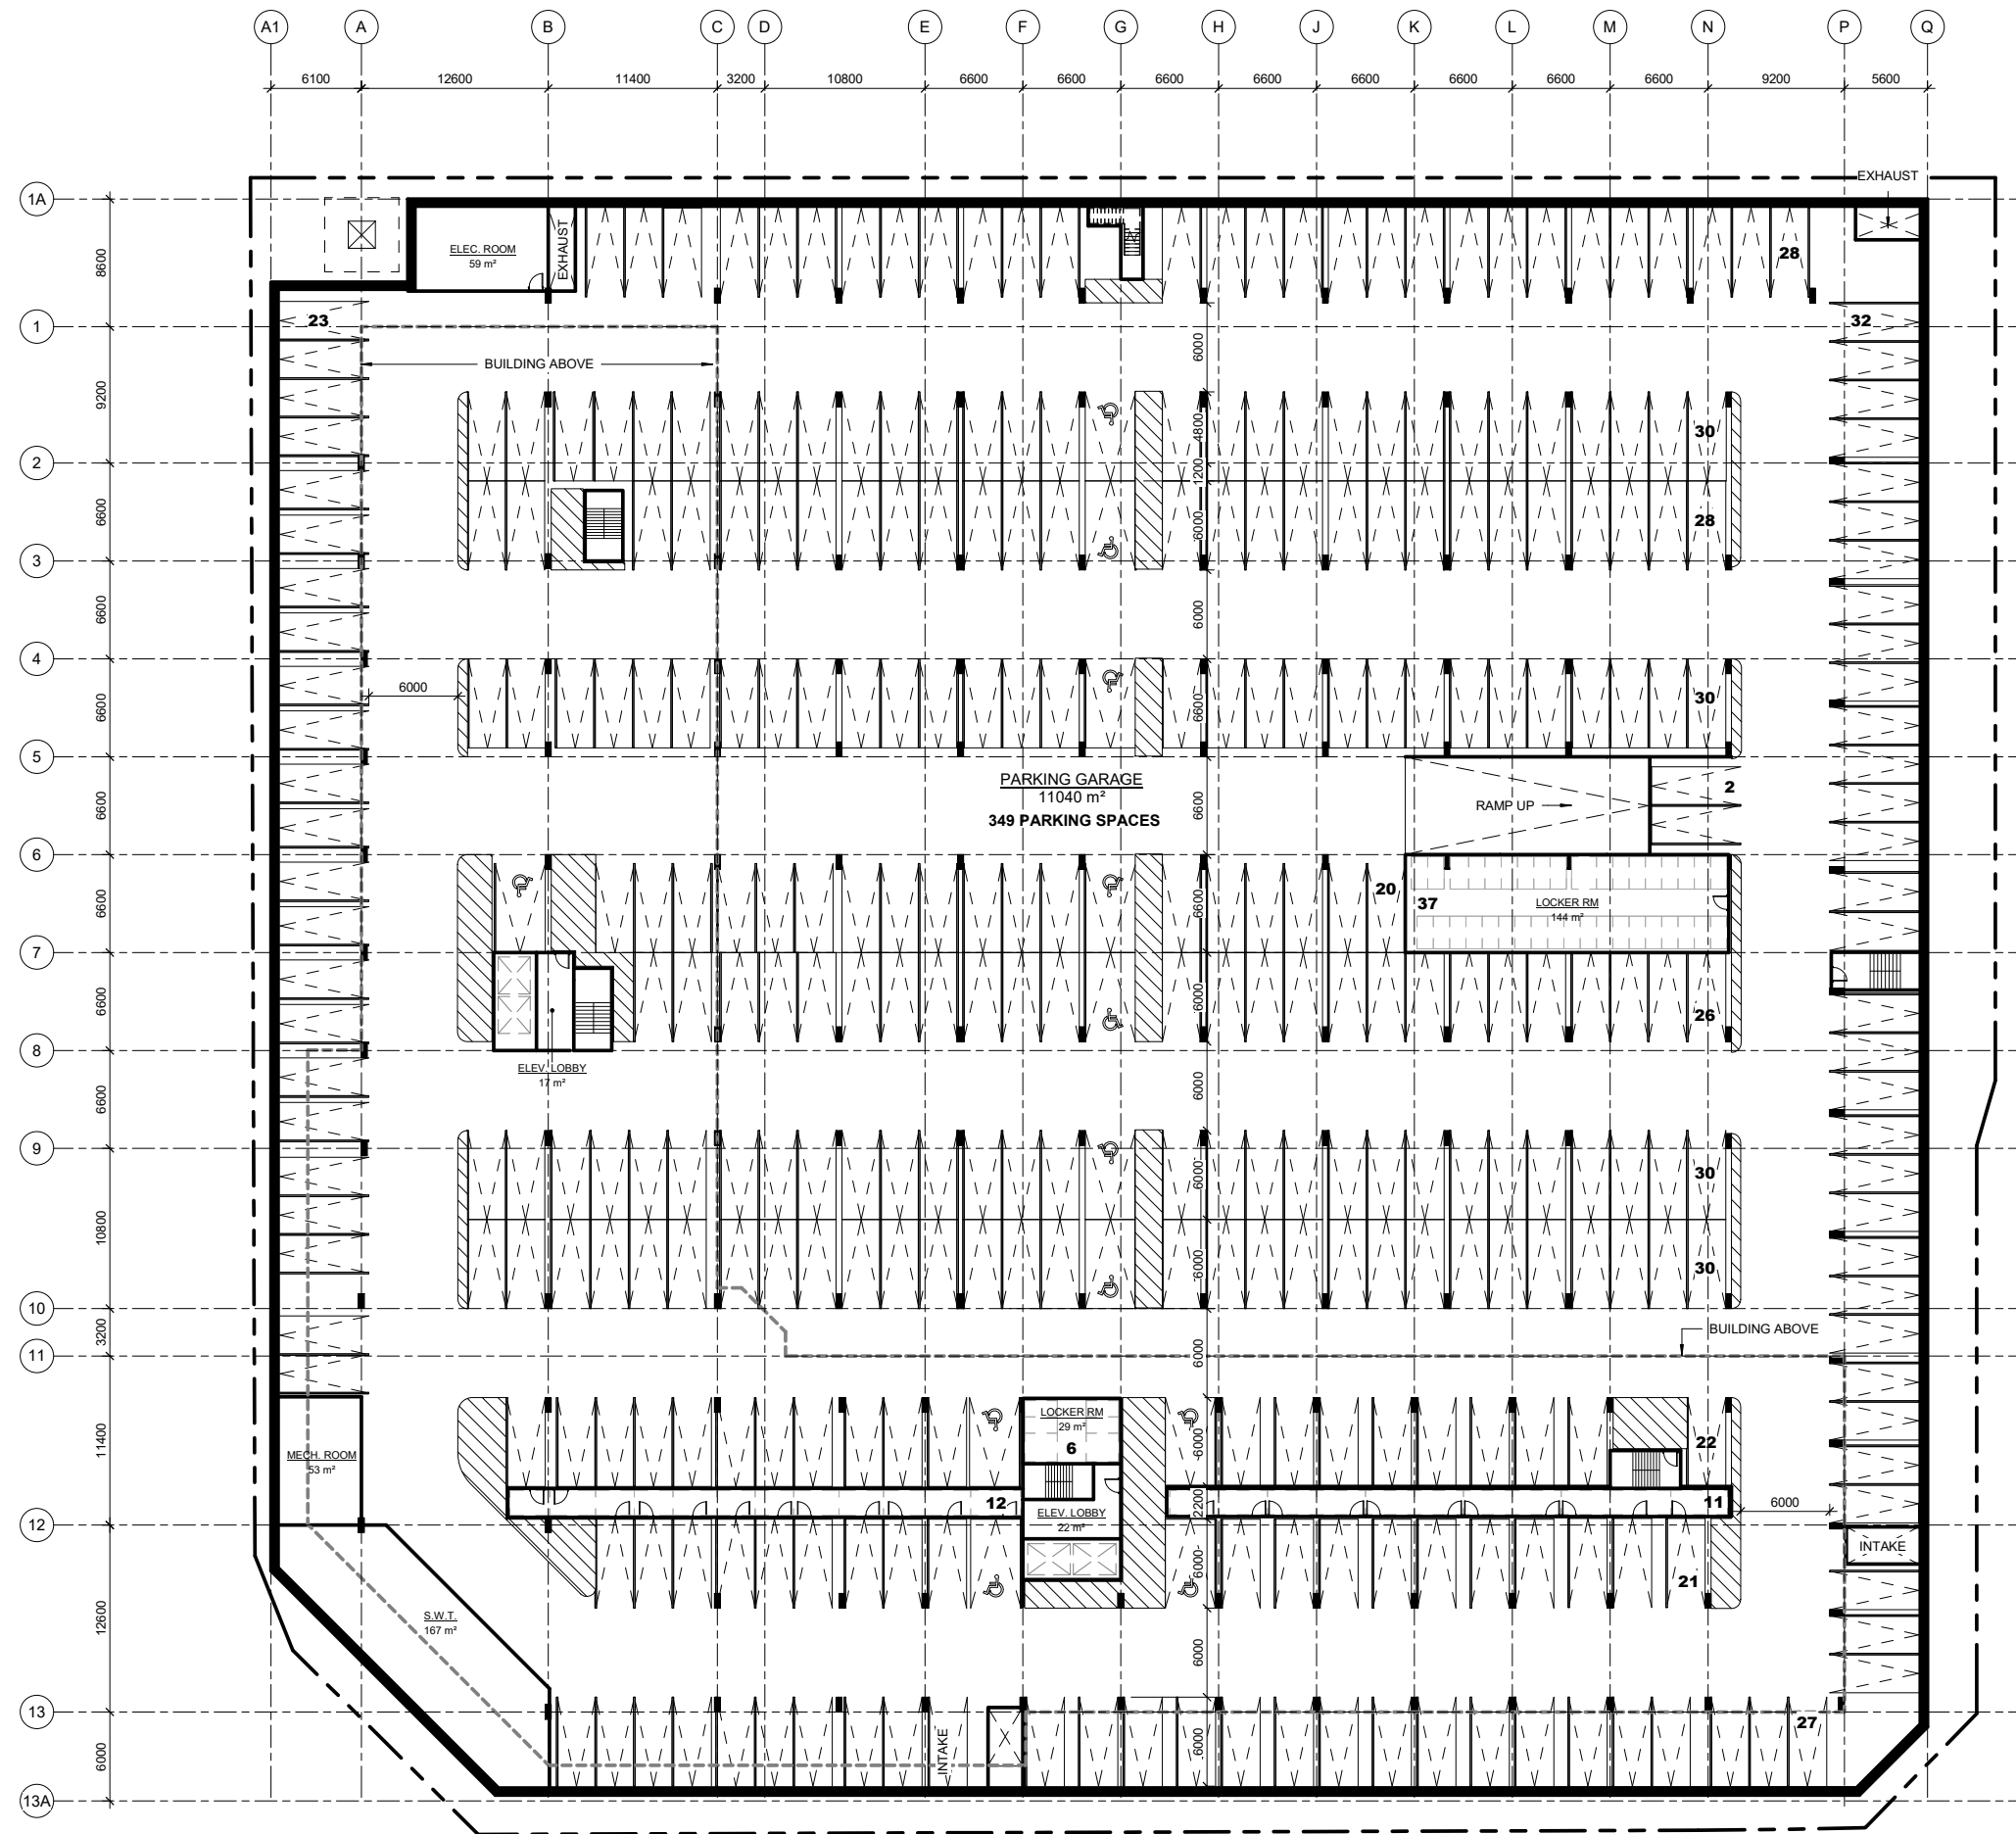 A1 A B C D E F G H J K L M N P Q
6100 12600 11400 3200 10800 6600 6600 6600 6600 6600 6600 6600 6600 9200 5600
1A
EXHAUST
8600
ELEC. ROOM
59 m²
EXHAUST
28
23
32
1
6000
BUILDING ABOVE
9200
4800
30
2
1200
6600
28
6000
3
6600
6000
4
6000
6600
6600
30
5
PARKING GARAGE
11040 m²
349 PARKING SPACES
6600
6600
RAMP UP
2
6
6600
6600
20
37
LOCKER RM
144 m²
7
6600
6000
26
8
ELEV. LOBBY
17 m²
6600
6000
9
6000
30
10800
6000
30
10
3200
BUILDING ABOVE
11
6000
11400
LOCKER RM
29 m²
6
6000
22
MECH. ROOM
53 m²
12
2200
11
6000
ELEV. LOBBY
22 m²
12
INTAKE
6000
21
12600
S.W.T.
167 m²
6000
13
27
INTAKE
6000
6000
13A